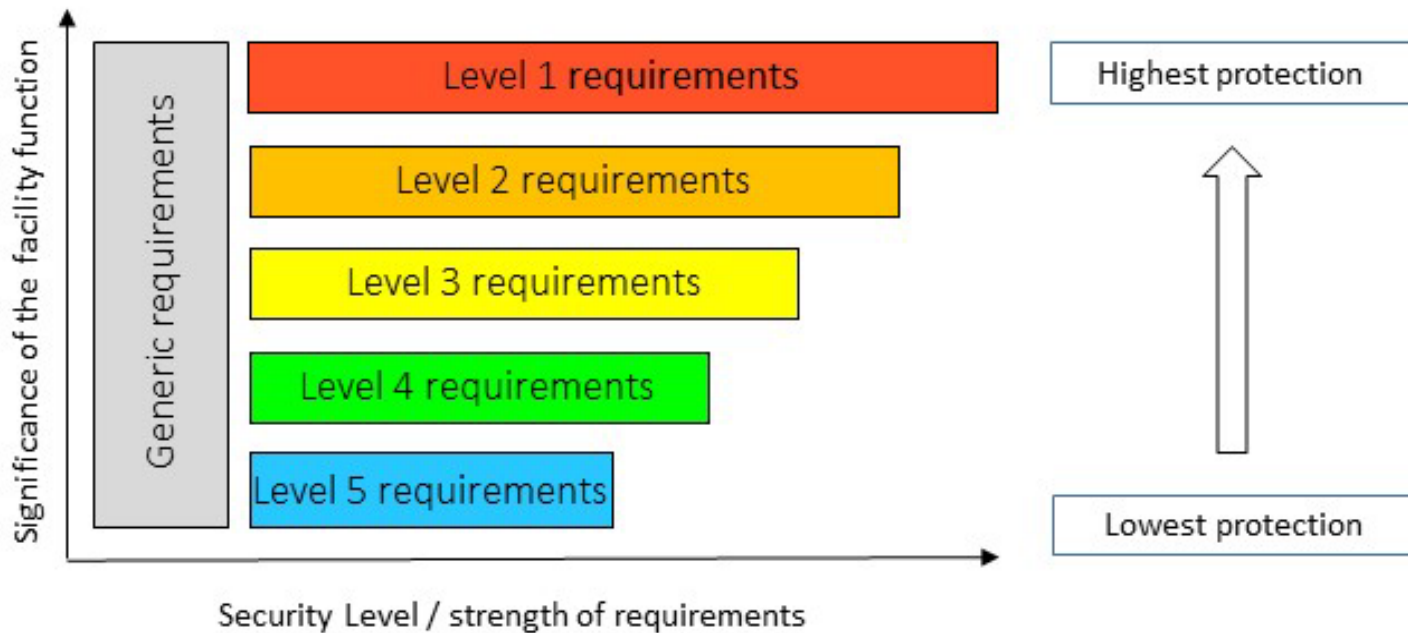 Significance of the facility function
Generic requirements
Level 1 requirements
Level 2 requirements
Level 3 requirements
Level 4 requirements
Level 5 requirements
Highest protection
Lowest protection
Security Level / strength of requirements